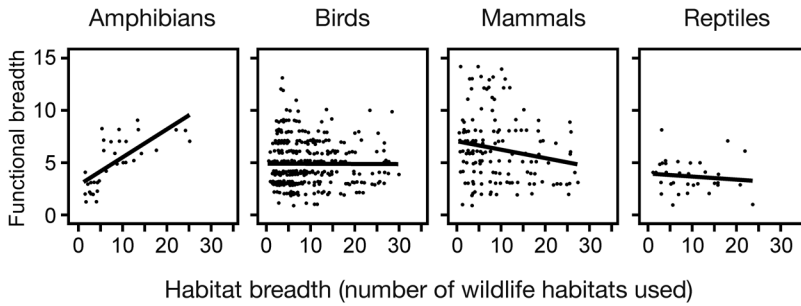 Amphibians Birds Mammals Reptiles
Functional breadth
15
10
5
0
0 10 20 30 0 10 20 30 0 10 20 30 0 10 20 30
Habitat breadth (number of wildlife habitats used)